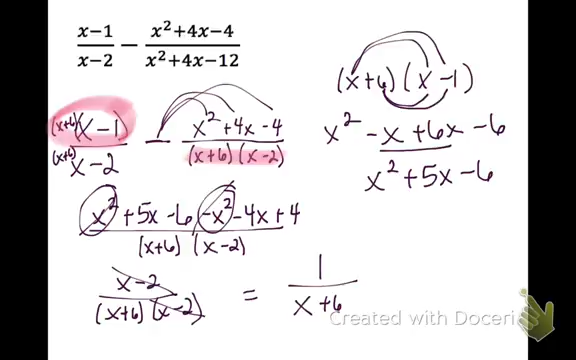 x−1/x−2 − x²+4x−4/x²+4x−12
(x+6)(x−1)/(x+6)x−2 − x²+4x−4/(x+6)(x−2)
(x+6)(x−1)
x²−x+6x−6
x²+5x−6
x²+5x−6−x²−4x+4/(x+6)(x−2)
x−2/(x+6)(x−2) = 1/x+6
Created with Doceri